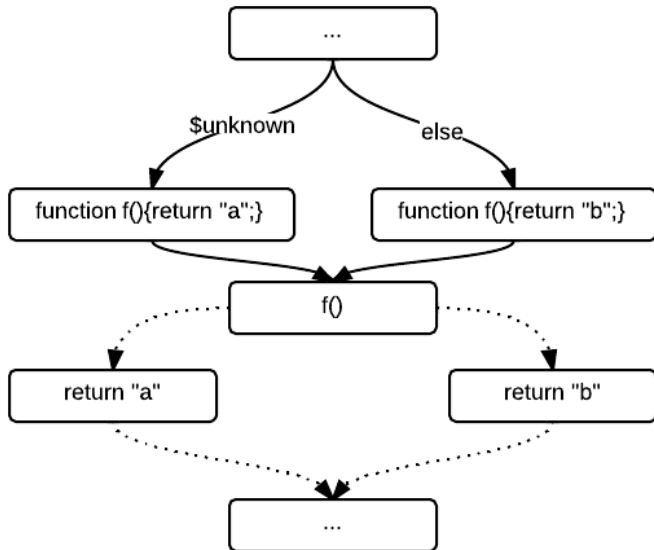 ...
$unknown
else
function f(){return "a";}
function f(){return "b";}
f()
return "a"
return "b"
...